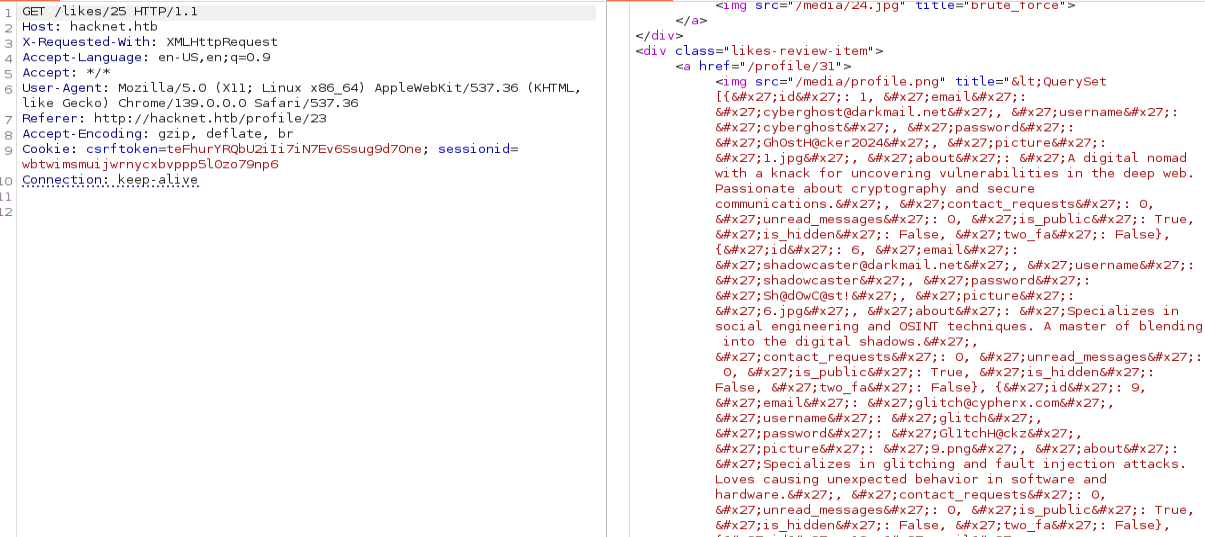 1 GET /likes/25 HTTP/1.1
2 Host: hacknet.htb
3 X-Requested-With: XMLHttpRequest
4 Accept-Language: en-US,en;q=0.9
5 Accept: */*
6 User-Agent: Mozilla/5.0 (X11; Linux x86_64) AppleWebKit/537.36 (KHTML,
like Gecko) Chrome/139.0.0.0 Safari/537.36
7 Referer: http://hacknet.htb/profile/23
8 Accept-Encoding: gzip, deflate, br
9 Cookie: csrftoken=teFhurYRQbU2iIi7iN7Ev6Ssug9d70ne; sessionid=
wbtwimsmuijwrnycxbvppp5l0zo79np6
10 Connection: keep-alive
11
12
<img src="/media/24.jpg" title="brute_force">
</a>
</div>
<div class="likes-review-item">
<a href="/profile/31">
<img src="/media/profile.png" title="&lt;QuerySet
[{&#x27;id&#x27;: 1, &#x27;email&#x27;:
&#x27;cyberghost@darkmail.net&#x27;, &#x27;username&#x27;:
&#x27;cyberghost&#x27;, &#x27;password&#x27;:
&#x27;Gh0stH@cker2024&#x27;, &#x27;picture&#x27;:
&#x27;1.jpg&#x27;, &#x27;about&#x27;: &#x27;A digital nomad
with a knack for uncovering vulnerabilities in the deep web.
Passionate about cryptography and secure
communications.&#x27;, &#x27;contact_requests&#x27;: 0,
&#x27;unread_messages&#x27;: 0, &#x27;is_public&#x27;: True,
&#x27;is_hidden&#x27;: False, &#x27;two_fa&#x27;: False},
{&#x27;id&#x27;: 6, &#x27;email&#x27;:
&#x27;shadowcaster@darkmail.net&#x27;, &#x27;username&#x27;:
&#x27;shadowcaster&#x27;, &#x27;password&#x27;:
&#x27;Sh@d0wC@st!&#x27;, &#x27;picture&#x27;:
&#x27;6.jpg&#x27;, &#x27;about&#x27;: &#x27;Specializes in
social engineering and OSINT techniques. A master of blending
into the digital shadows.&#x27;,
&#x27;contact_requests&#x27;: 0, &#x27;unread_messages&#x27;:
0, &#x27;is_public&#x27;: True, &#x27;is_hidden&#x27;:
False, &#x27;two_fa&#x27;: False}, {&#x27;id&#x27;: 9,
&#x27;email&#x27;: &#x27;glitch@cypherx.com&#x27;,
&#x27;username&#x27;: &#x27;glitch&#x27;,
&#x27;password&#x27;: &#x27;Gl1tchH@ckz&#x27;,
&#x27;picture&#x27;: &#x27;9.png&#x27;, &#x27;about&#x27;:
&#x27;Specializes in glitching and fault injection attacks.
Loves causing unexpected behavior in software and
hardware.&#x27;, &#x27;contact_requests&#x27;: 0,
&#x27;unread_messages&#x27;: 0, &#x27;is_public&#x27;: True,
&#x27;is_hidden&#x27;: False, &#x27;two_fa&#x27;: False},